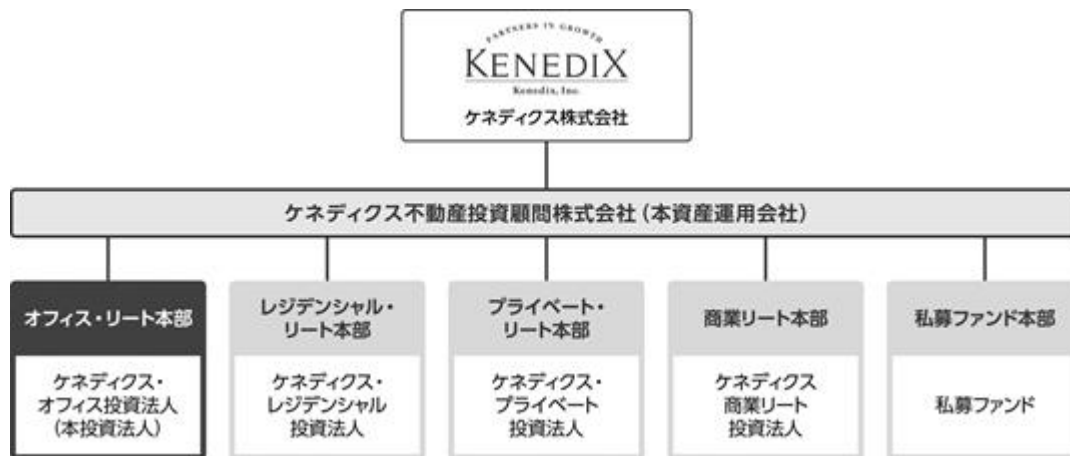 PARTNERS IN GROWTH
KENEDIX
Kenedix, Inc.
ケネディクス株式会社
ケネディクス不動産投資顧問株式会社（本資産運用会社）
オフィス・リート本部
ケネディクス・
オフィス投資法人
（本投資法人）
レジデンシャル・
リート本部
ケネディクス・
レジデンシャル
投資法人
プライベート・
リート本部
ケネディクス・
プライベート
投資法人
商業リート本部
ケネディクス
商業リート
投資法人
私募ファンド本部
私募ファンド